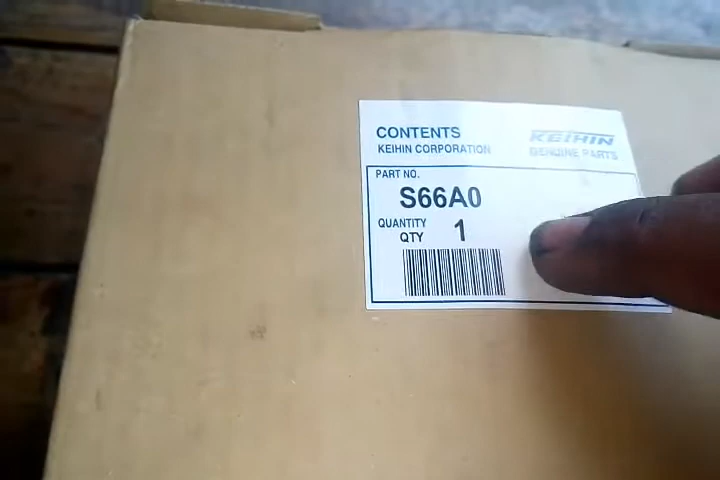 CONTENTS
KEIHIN CORPORATION
KEIHIN
GENUINE PARTS
PART NO.
S66A0
QUANTITY
QTY 1